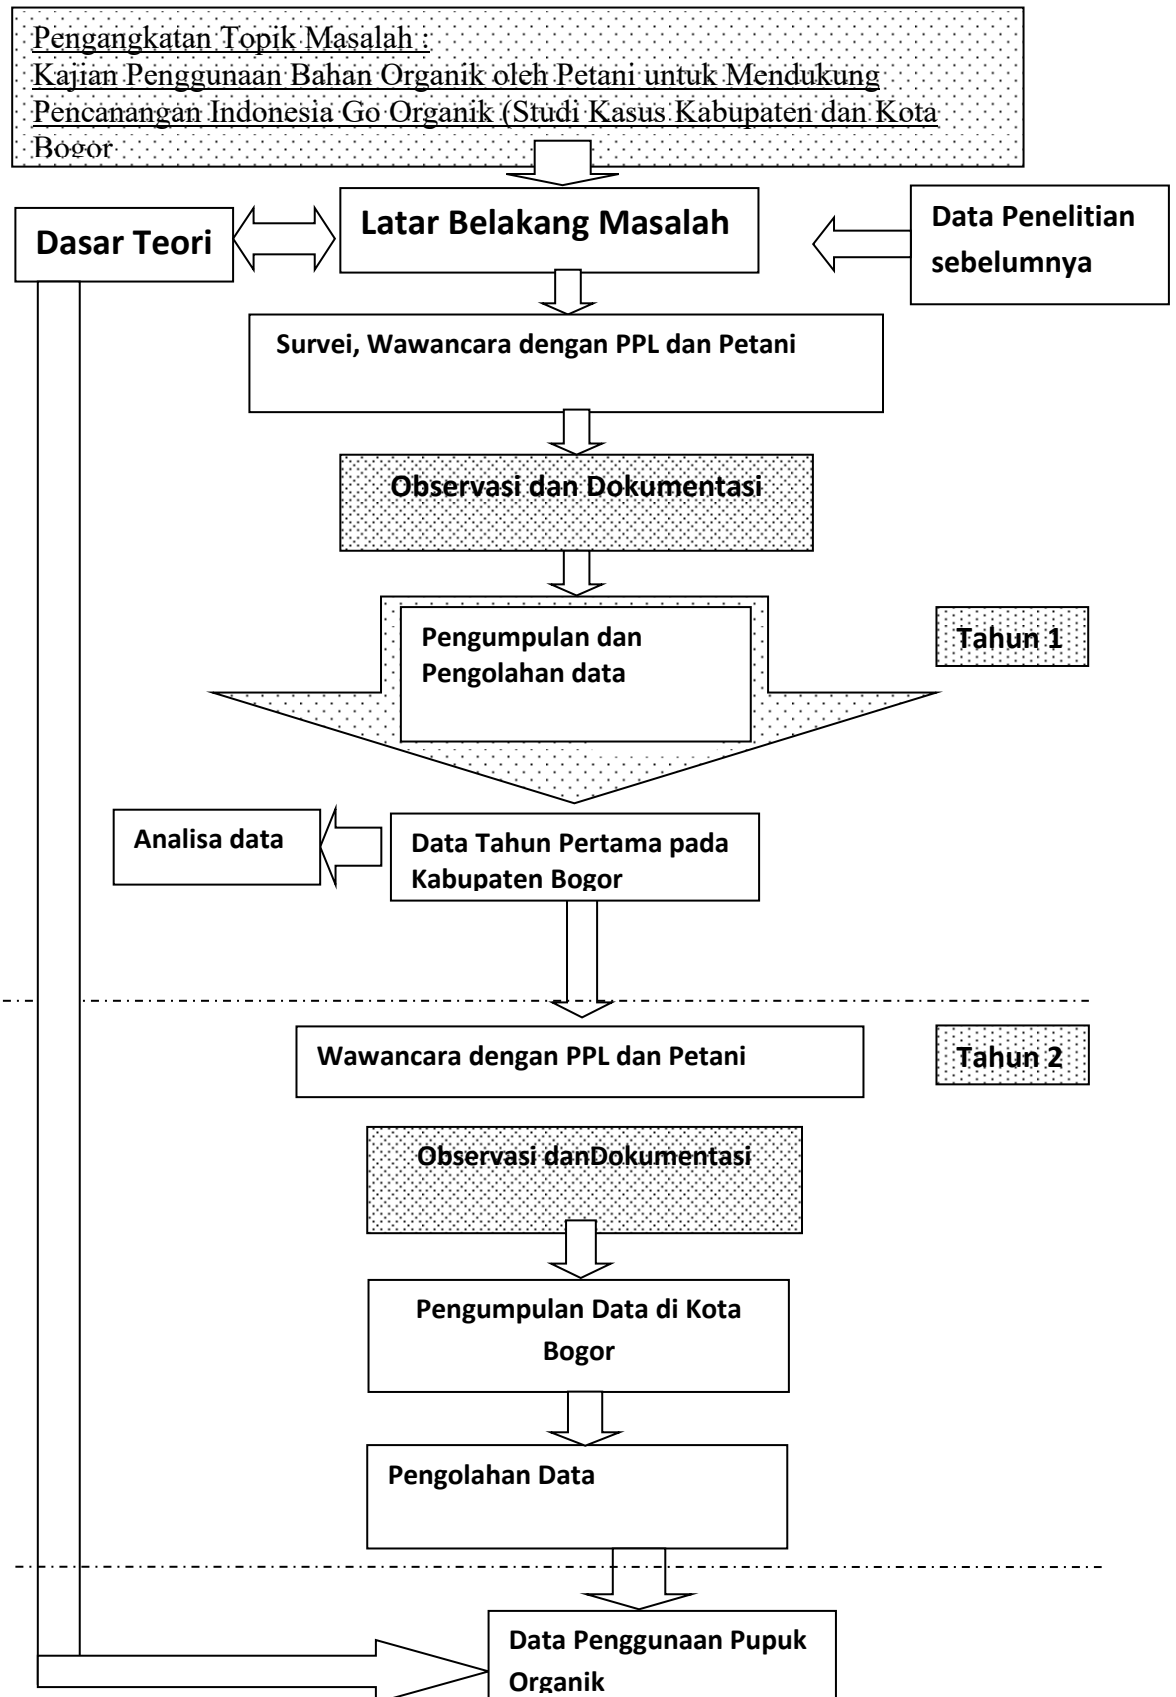 Pengangkatan Topik Masalah :
Kajian Penggunaan Bahan Organik oleh Petani untuk Mendukung
Pencanangan Indonesia Go Organik (Studi Kasus Kabupaten dan Kota
Bogor
Latar Belakang Masalah
Dasar Teori
Data Penelitian
sebelumnya
Survei, Wawancara dengan PPL dan Petani
Observasi dan Dokumentasi
Pengumpulan dan
Pengolahan data
Tahun 1
Analisa data
Data Tahun Pertama pada
Kabupaten Bogor
Wawancara dengan PPL dan Petani
Tahun 2
Observasi danDokumentasi
Pengumpulan Data di Kota
Bogor
Pengolahan Data
Data Penggunaan Pupuk
Organik